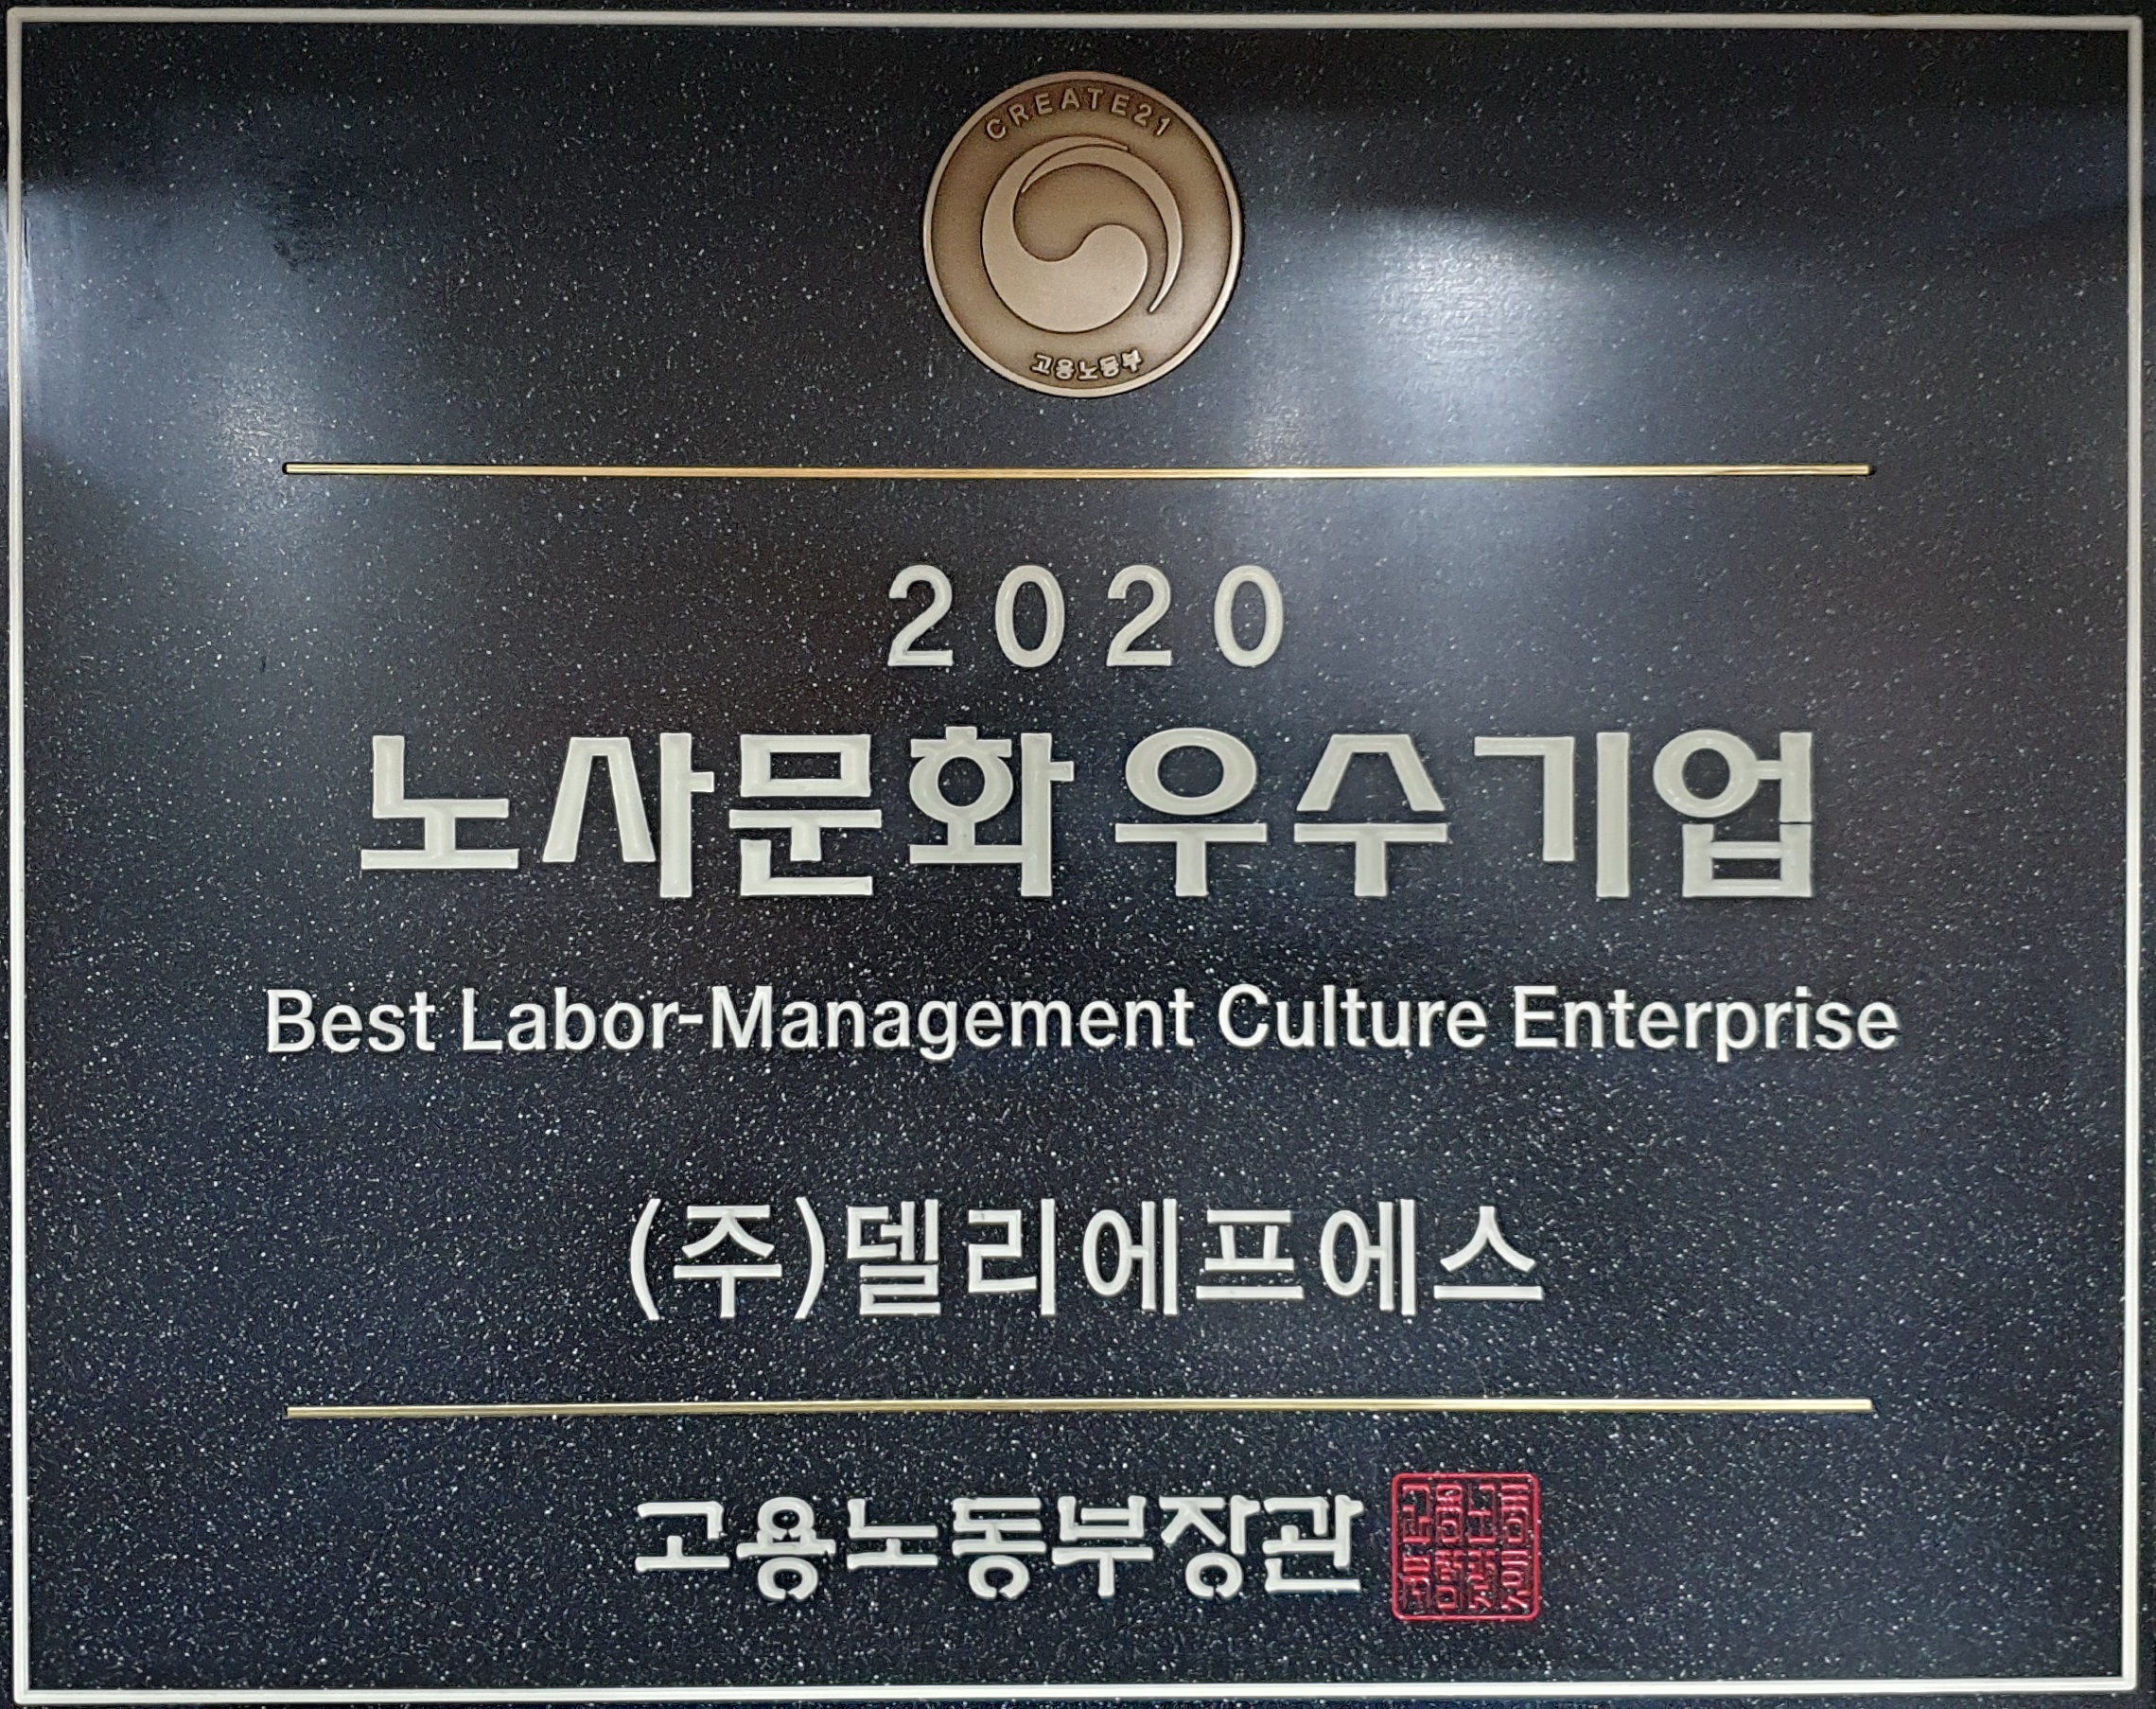 CREATE21
고용노동부
2020
노사문화우수기업
Best Labor-Management Culture Enterprise
(주)델리에프에스
고용노동부장관